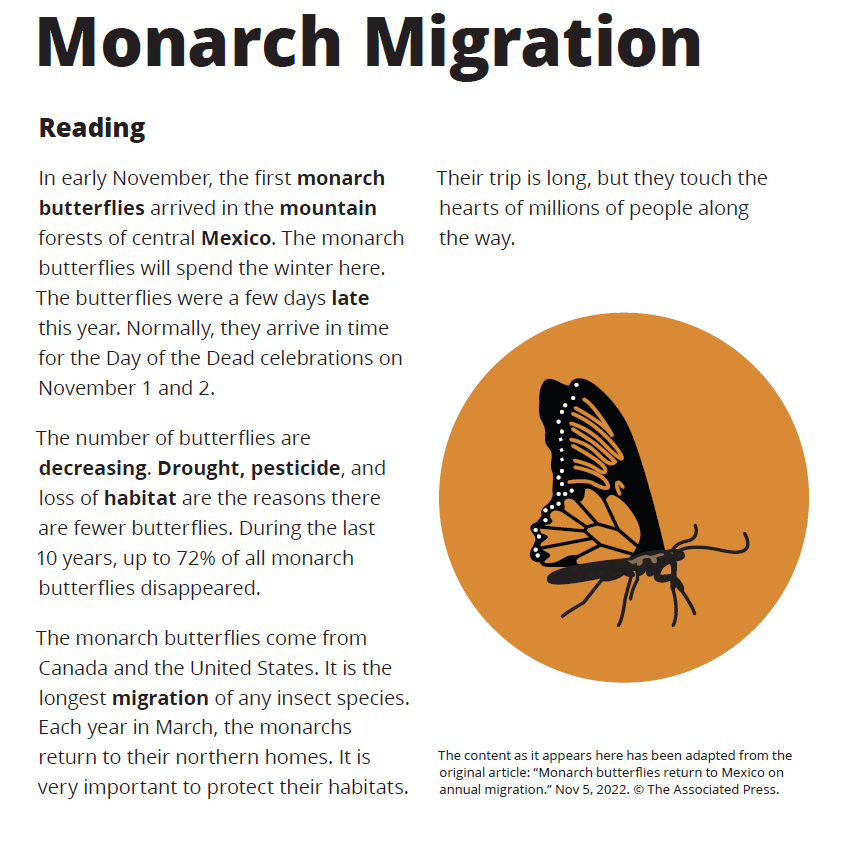 Monarch Migration
Reading
In early November, the first monarch
butterflies arrived in the mountain
forests of central Mexico. The monarch
butterflies will spend the winter here.
The butterflies were a few days late
this year. Normally, they arrive in time
for the Day of the Dead celebrations on
November 1 and 2.
The number of butterflies are
decreasing. Drought, pesticide, and
loss of habitat are the reasons there
are fewer butterflies. During the last
10 years, up to 72% of all monarch
butterflies disappeared.
The monarch butterflies come from
Canada and the United States. It is the
longest migration of any insect species.
Each year in March, the monarchs
return to their northern homes. It is
very important to protect their habitats.
Their trip is long, but they touch the
hearts of millions of people along
the way.
The content as it appears here has been adapted from the
original article: “Monarch butterflies return to Mexico on
annual migration.” Nov 5, 2022. © The Associated Press.